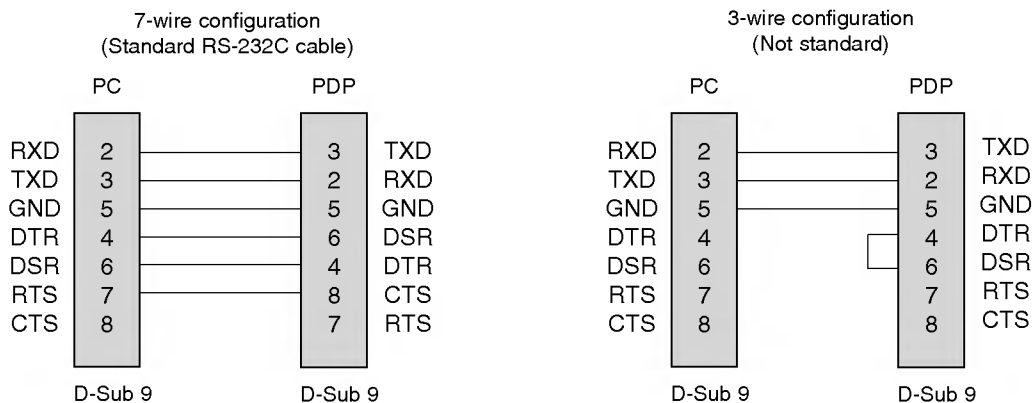 7-wire configuration
(Standard RS-232C cable)
PC PDP
RXD 2 3 TXD
TXD 3 2 RXD
GND 5 5 GND
DTR 4 6 DSR
DSR 6 4 DTR
RTS 7 8 CTS
CTS 8 7 RTS
D-Sub 9 D-Sub 9
3-wire configuration
(Not standard)
PC PDP
RXD 2 3 TXD
TXD 3 2 RXD
GND 5 5 GND
DTR 4 4 DTR
DSR 6 6 DSR
RTS 7 7 RTS
CTS 8 8 CTS
D-Sub 9 D-Sub 9